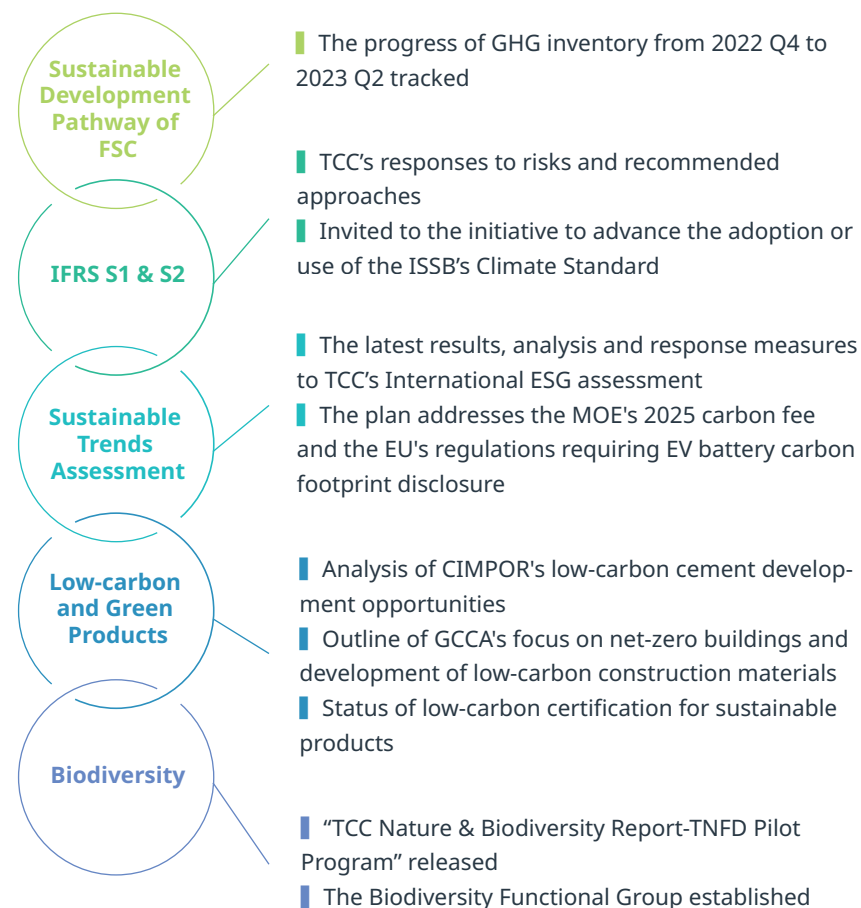 Sustainable
Development
Pathway of
FSC
The progress of GHG inventory from 2022 Q4 to
2023 Q2 tracked
IFRS S1 & S2
TCC’s responses to risks and recommended
approaches
Invited to the initiative to advance the adoption or
use of the ISSB’s Climate Standard
Sustainable
Trends
Assessment
The latest results, analysis and response measures
to TCC’s International ESG assessment
The plan addresses the MOE's 2025 carbon fee
and the EU's regulations requiring EV battery carbon
footprint disclosure
Low-carbon
and Green
Products
Analysis of CIMPOR's low-carbon cement develop-
ment opportunities
Outline of GCCA's focus on net-zero buildings and
development of low-carbon construction materials
Status of low-carbon certification for sustainable
products
Biodiversity
“TCC Nature & Biodiversity Report-TNFD Pilot
Program” released
The Biodiversity Functional Group established